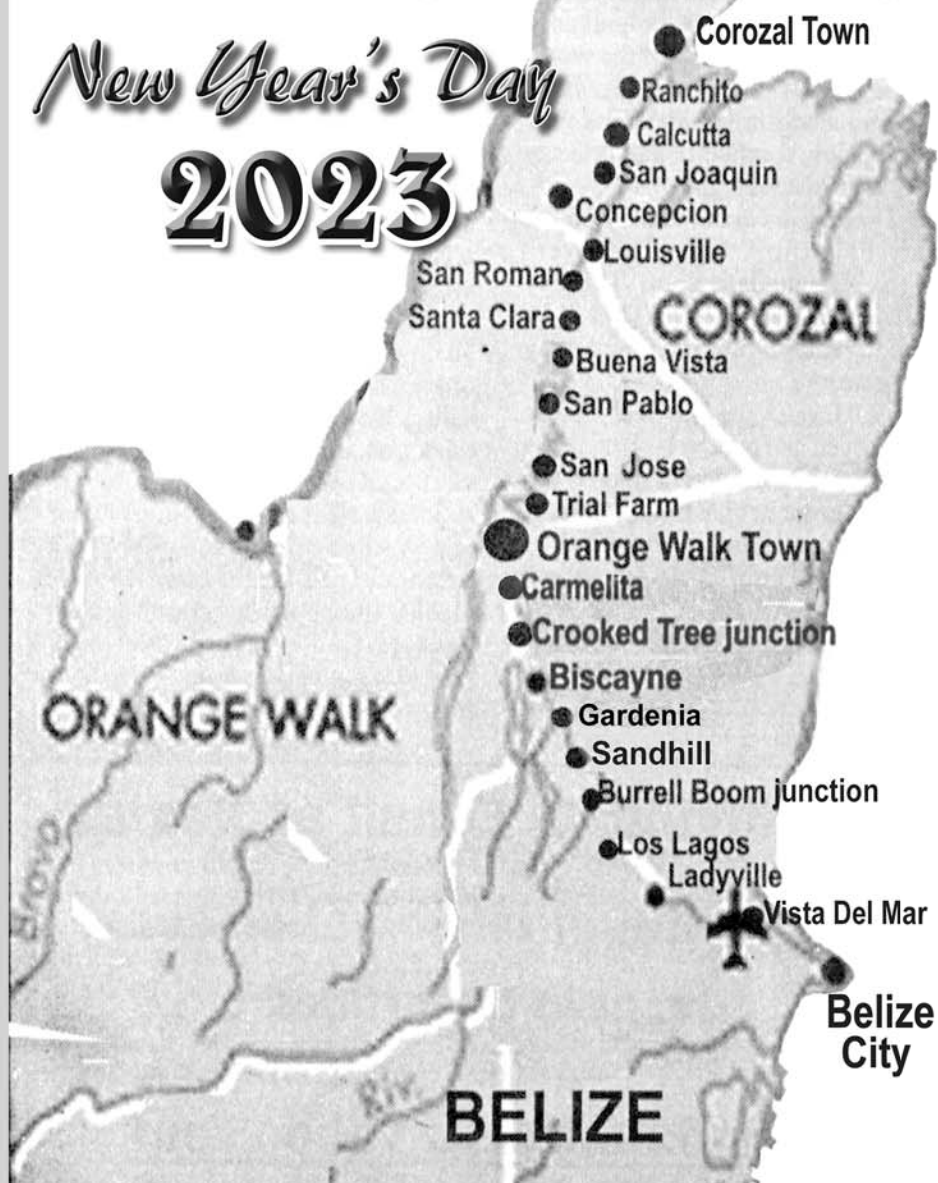 New Year's Day
2023
Corozal Town
Ranchito
Calcutta
San Joaquin
Concepcion
Louisville
San Roman
COROZAL
Santa Clara
Buena Vista
San Pablo
San Jose
Trial Farm
Orange Walk Town
Carmelita
Crooked Tree junction
Biscayne
ORANGE WALK
Gardenia
Sandhill
Burrell Boom junction
Los Lagos
Ladyville
Bravo
Vista Del Mar
Belize
City
Riv.
BELIZE